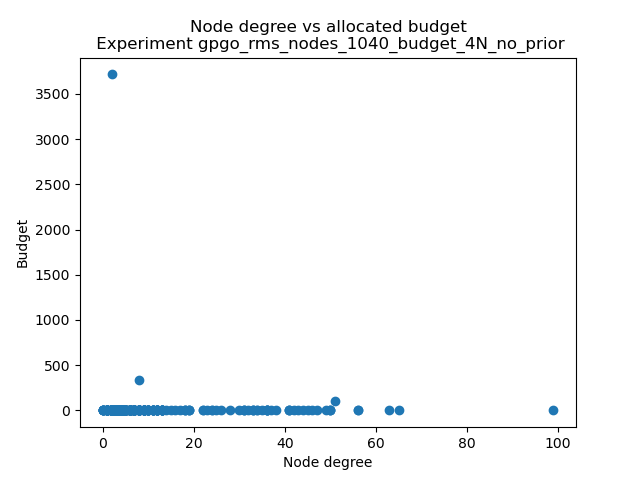 Node degree vs allocated budget
Experiment gpgo_rms_nodes_1040_budget_4N_no_prior
3500
3000
2500
2000
1500
1000
500
0
Budget
0 20 40 60 80 100
Node degree